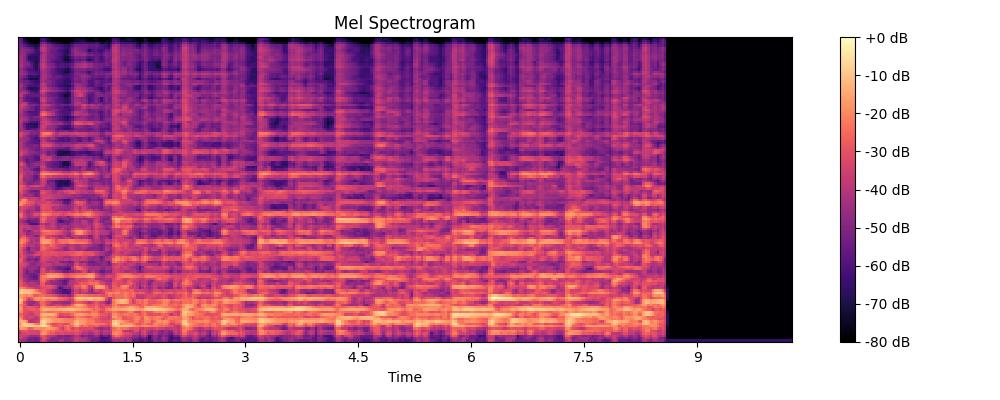 Mel Spectrogram
+0 dB
-10 dB
-20 dB
-30 dB
-40 dB
-50 dB
-60 dB
-70 dB
-80 dB
0 1.5 3 4.5 6 7.5 9
Time